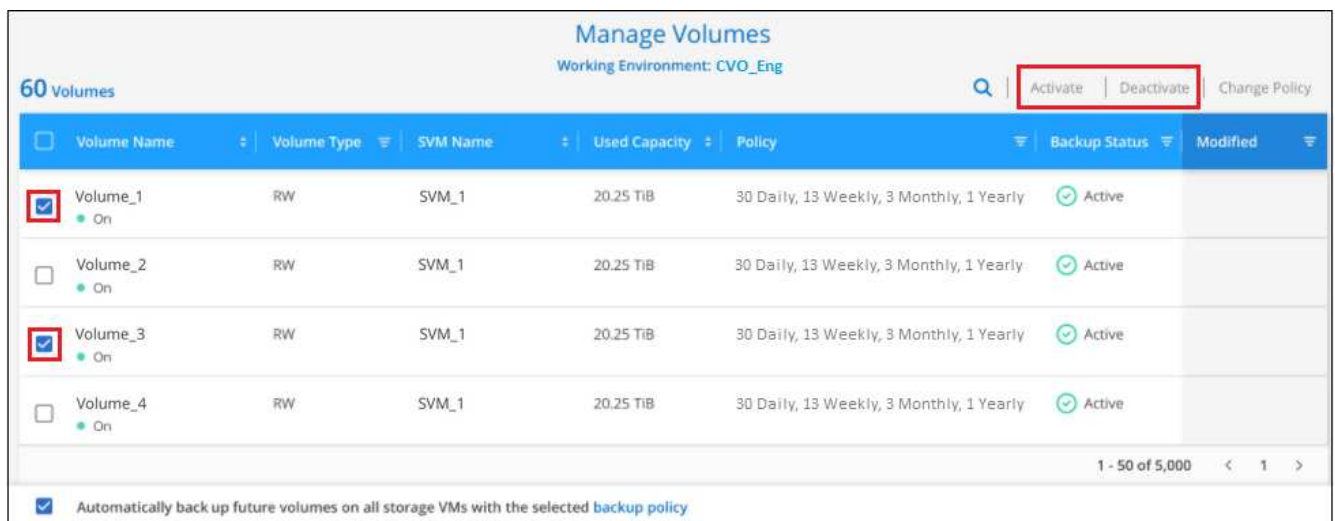 Manage Volumes
Working Environment: CVO_Eng
60 Volumes
Activate | Deactivate | Change Policy
Volume Name Volume Type SVM Name Used Capacity Policy Backup Status Modified
Volume_1 RW SVM_1 20.25 TiB 30 Daily, 13 Weekly, 3 Monthly, 1 Yearly Active
On
Volume_2 RW SVM_1 20.25 TiB 30 Daily, 13 Weekly, 3 Monthly, 1 Yearly Active
On
Volume_3 RW SVM_1 20.25 TiB 30 Daily, 13 Weekly, 3 Monthly, 1 Yearly Active
On
Volume_4 RW SVM_1 20.25 TiB 30 Daily, 13 Weekly, 3 Monthly, 1 Yearly Active
On
1 - 50 of 5,000 < 1 >
Automatically back up future volumes on all storage VMs with the selected backup policy